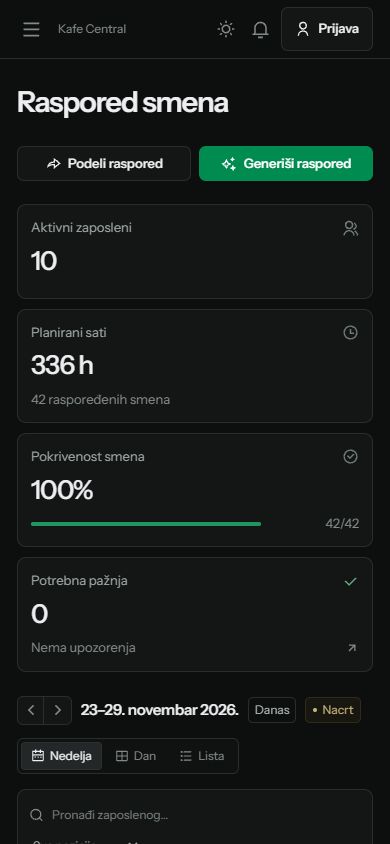 Kafe Central
Prijava
Raspored smena
Podeli raspored
Generiši raspored
Aktivni zaposleni
10
Planirani sati
336 h
42 raspoređenih smena
Pokrivenost smena
100%
42/42
Potrebna pažnja
0
Nema upozorenja
23–29. novembar 2026.
Danas
Nacrt
Nedelja
Dan
Lista
Pronađi zaposlenog...